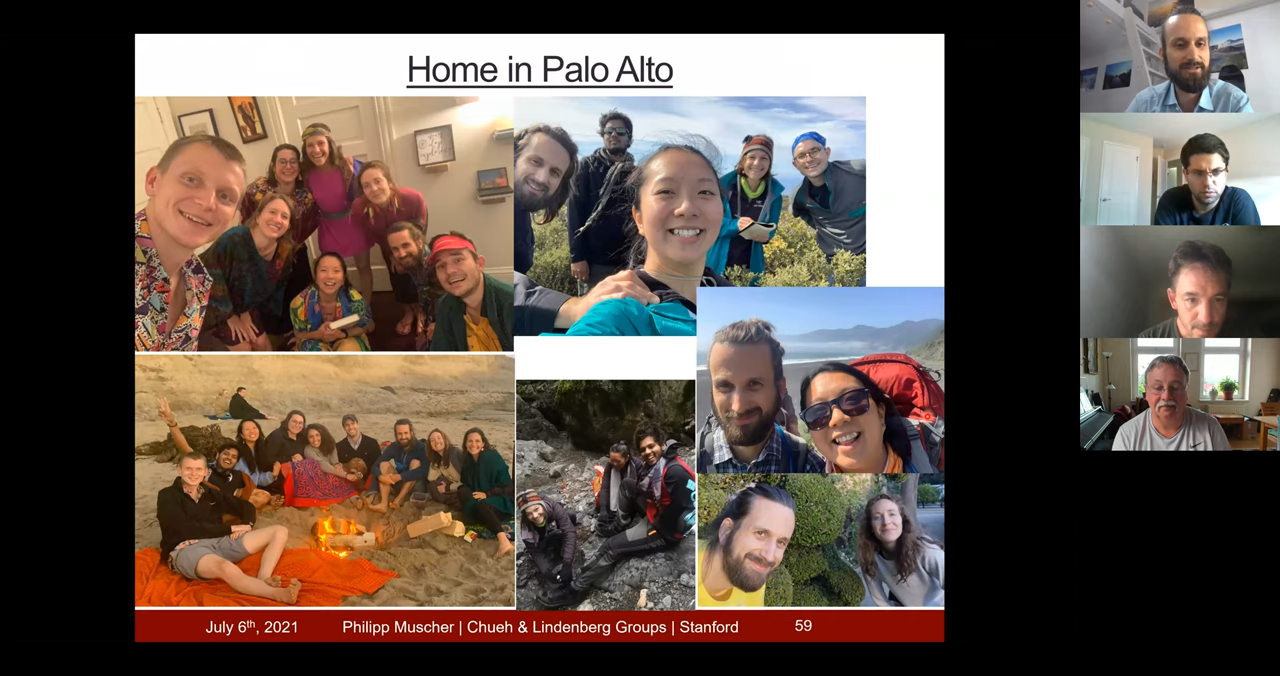 Home in Palo Alto
July 6th, 2021 Philipp Muscher | Chueh & Lindenberg Groups | Stanford 59